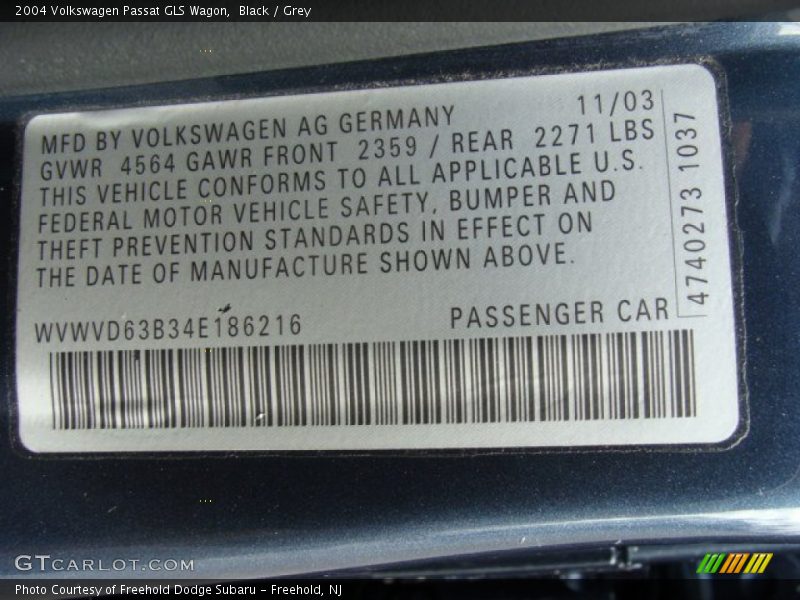 2004 Volkswagen Passat GLS Wagon,  Black / Grey
11/03
MFD BY VOLKSWAGEN AG GERMANY
GVWR 4564 GAWR FRONT 2359 / REAR 2271 LBS
THIS VEHICLE CONFORMS TO ALL APPLICABLE U.S.
FEDERAL MOTOR VEHICLE SAFETY, BUMPER AND
THEFT PREVENTION STANDARDS IN EFFECT ON
THE DATE OF MANUFACTURE SHOWN ABOVE.
4740273 1037
WVWVD63B34E186216
PASSENGER CAR
GTCARLOT.COM
Photo Courtesy of Freehold Dodge Subaru - Freehold, NJ